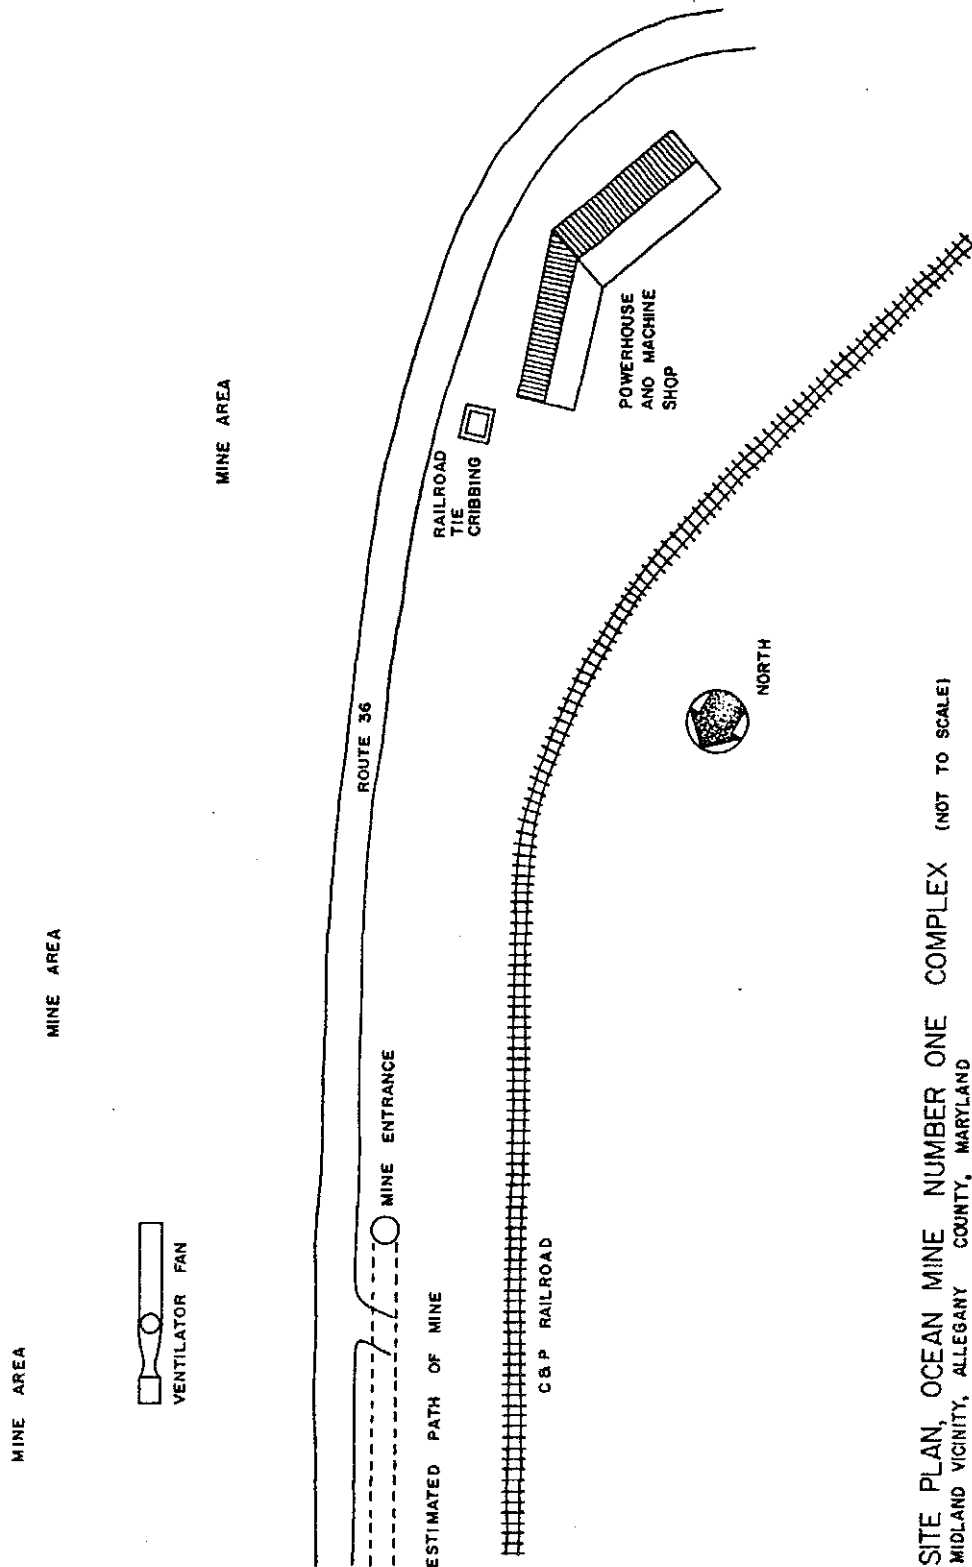 MINE AREA
MINE AREA
MINE AREA
VENTILATOR FAN
ROUTE 36
MINE ENTRANCE
ESTIMATED PATH OF MINE
RAILROAD
TIE
CRIBBING
POWERHOUSE
AND MACHINE
SHOP
C&P RAILROAD
NORTH
SITE PLAN, OCEAN MINE NUMBER ONE COMPLEX (NOT TO SCALE)
MIDLAND VICINITY, ALLEGANY COUNTY, MARYLAND